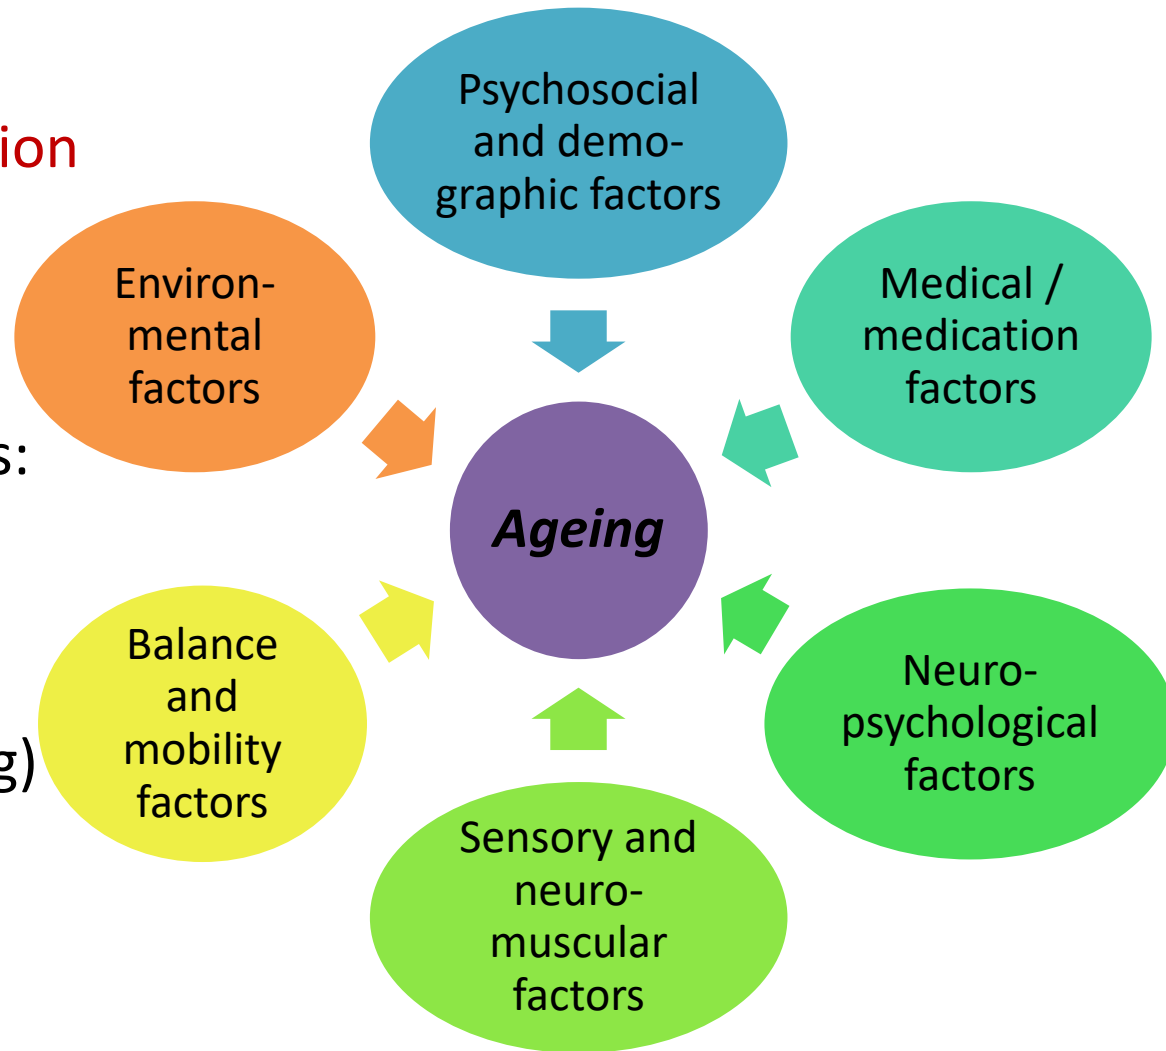 ion
s:
g)
Psychosocial
and demo-
graphic factors
Medical /
medication
factors
Neuro-
psychological
factors
Sensory and
neuro-
muscular
factors
Balance
and
mobility
factors
Environ-
mental
factors
Ageing